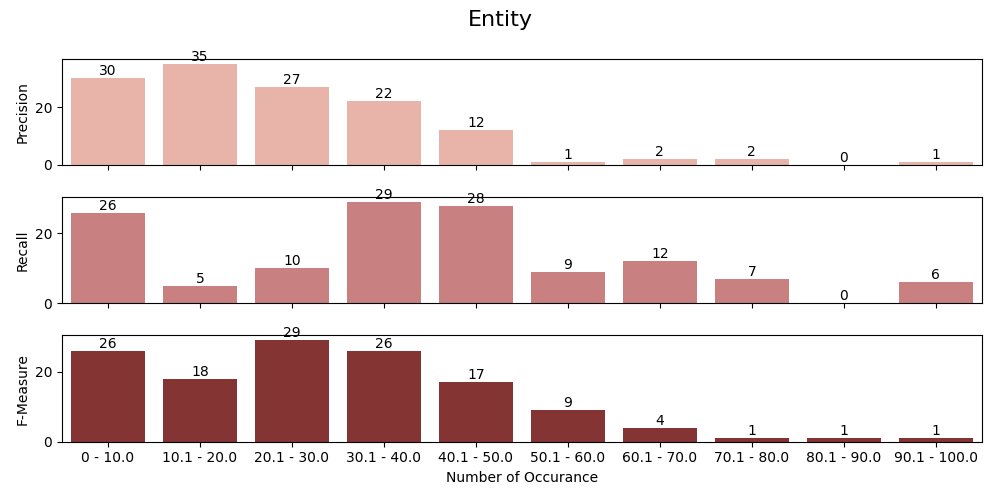 Entity
Precision
20
0
30 35 27 22 12 1 2 2 0 1
Recall
20
0
26 5 10 29 28 9 12 7 0 6
F-Measure
20
0
26 18 29 26 17 9 4 1 1 1
0 - 10.0 10.1 - 20.0 20.1 - 30.0 30.1 - 40.0 40.1 - 50.0 50.1 - 60.0 60.1 - 70.0 70.1 - 80.0 80.1 - 90.0 90.1 - 100.0
Number of Occurance